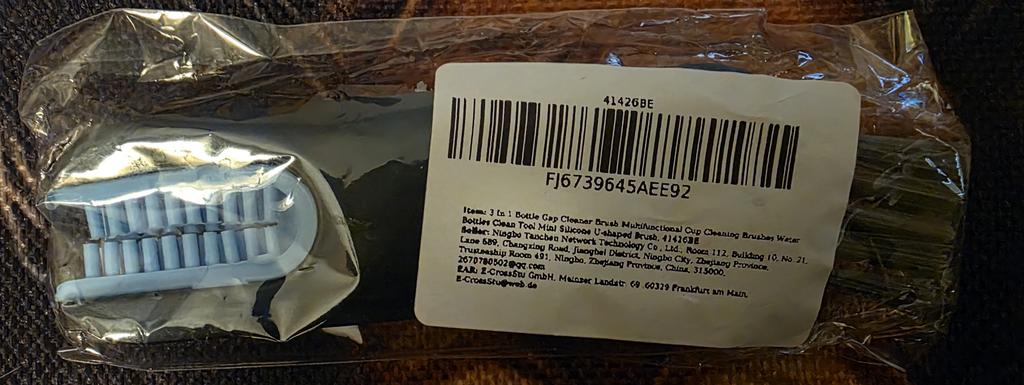 41426BE
FJ6739645AEE92
Item: 3 In 1 Bottle Gap Cleaner Brush Multifunctional Cup Cleaning Brushes Water
Bottles Clean Tool Mini Silicone U-shaped Brush, 41426BE
Seller: Ningbo Yanchen Network Technology Co., Ltd., Room 112, Building 10, No. 21,
Lane 689, Changxing Road, Jiangbei District, Ningbo City, Zhejiang Province,
Trusteeship Room 491, Ningbo, Zhejiang Province, China, 315000,
2670780502@qq.com
EAR: E-CrossStu GmbH, Mainzer Landstr. 69, 60329 Frankfurt am Main,
E-CrossStu@web.de